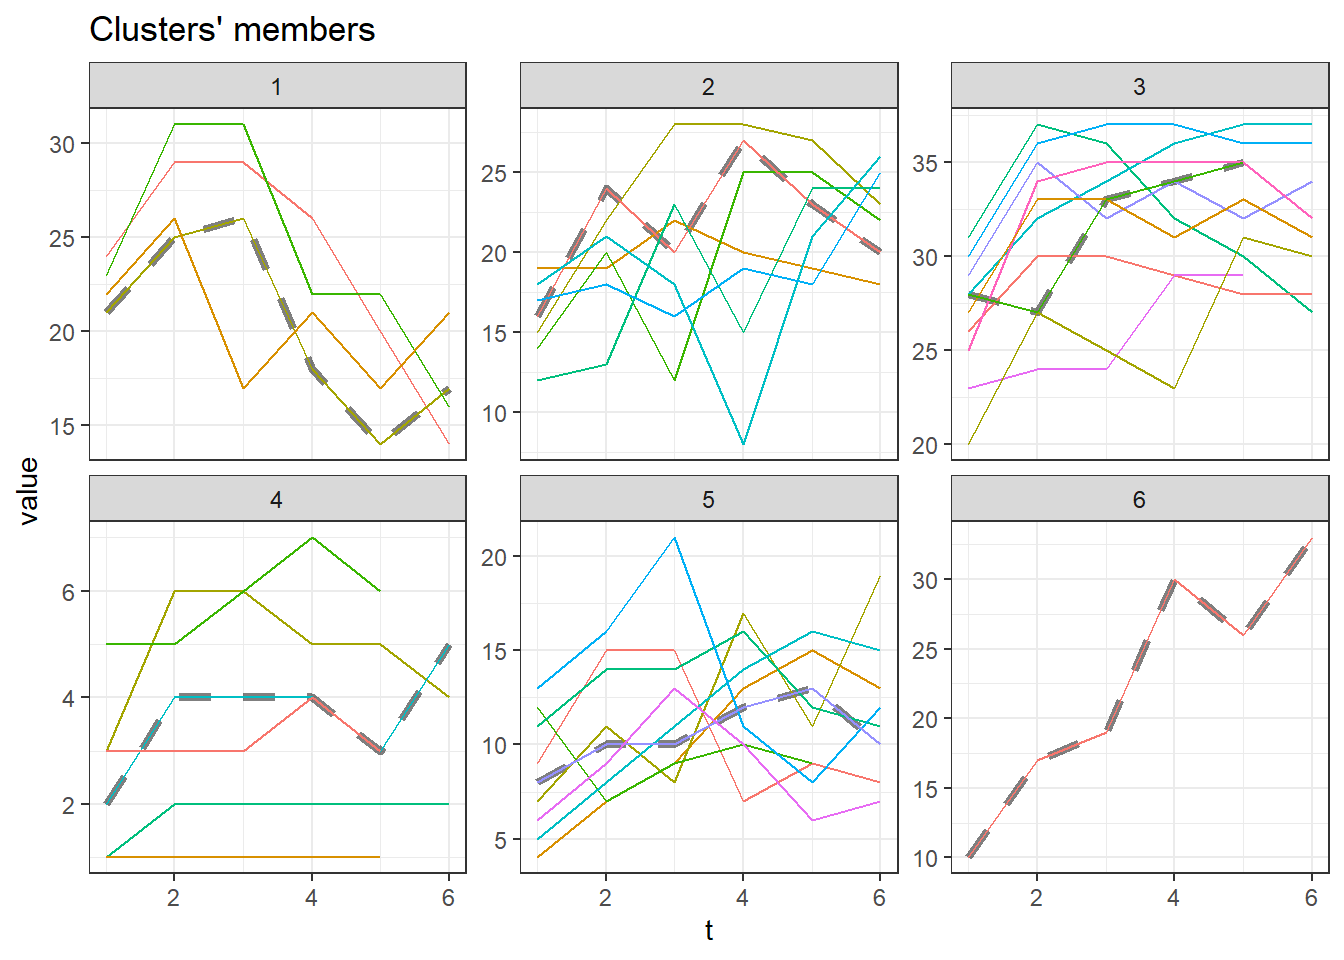 Clusters' members
1 2 3
30 25 20 15
25 20 15 10
35 30 25 20
value
4 5 6
6 4 2
20 15 10 5
30 25 20 15 10
2 4 6 2 4 6 2 4 6
t